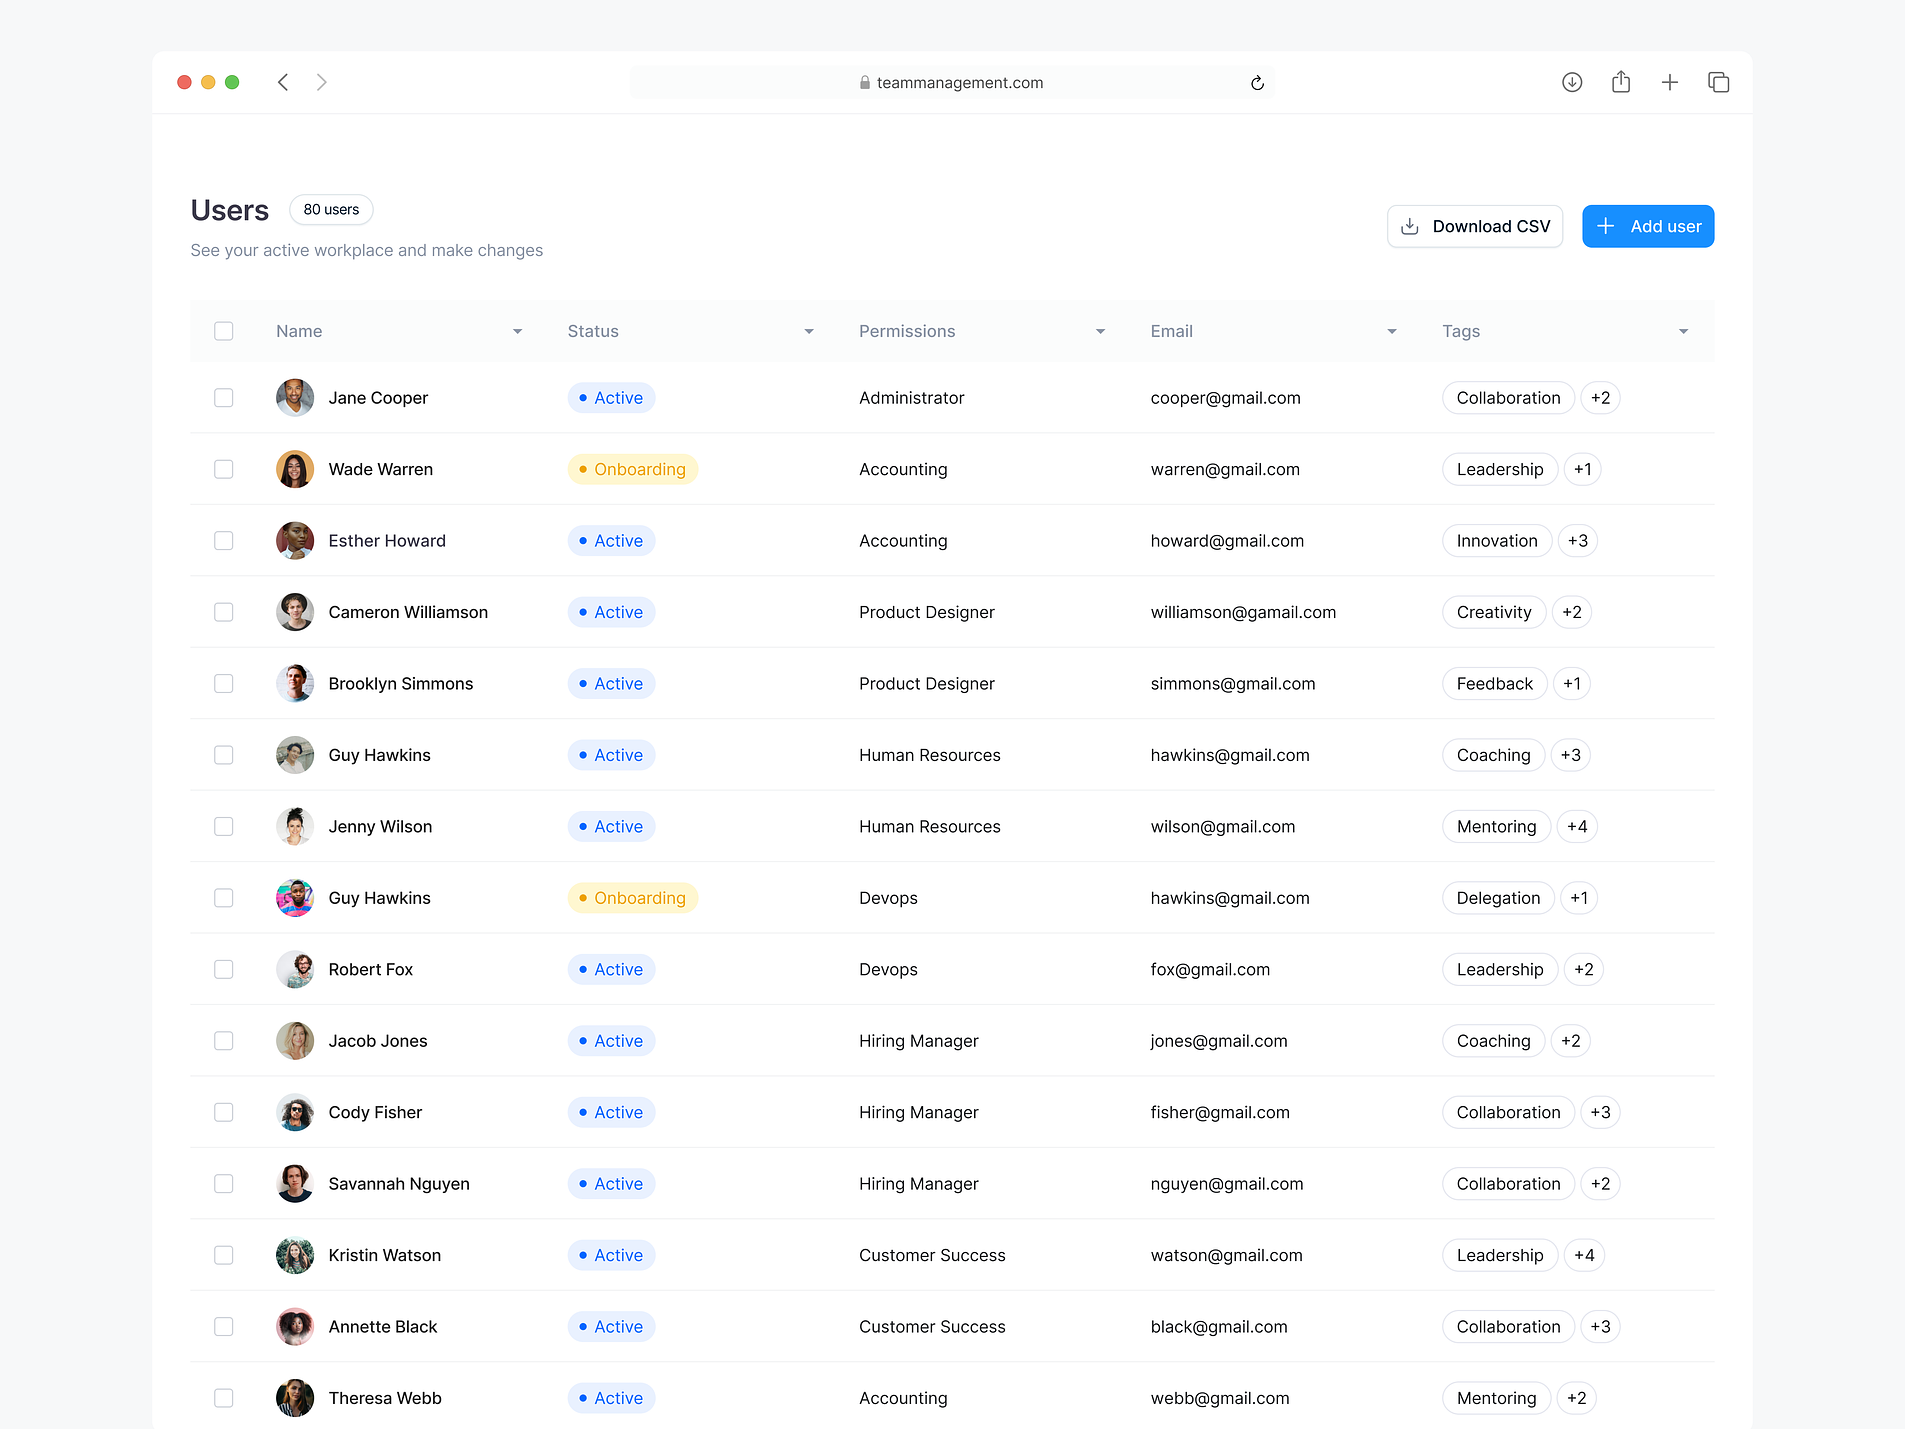 teammanagement.com
Users 80 users
See your active workplace and make changes
Download CSV Add user
Name Status Permissions Email Tags
Jane Cooper Active Administrator cooper@gmail.com Collaboration +2
Wade Warren Onboarding Accounting warren@gmail.com Leadership +1
Esther Howard Active Accounting howard@gmail.com Innovation +3
Cameron Williamson Active Product Designer williamson@gamail.com Creativity +2
Brooklyn Simmons Active Product Designer simmons@gmail.com Feedback +1
Guy Hawkins Active Human Resources hawkins@gmail.com Coaching +3
Jenny Wilson Active Human Resources wilson@gmail.com Mentoring +4
Guy Hawkins Onboarding Devops hawkins@gmail.com Delegation +1
Robert Fox Active Devops fox@gmail.com Leadership +2
Jacob Jones Active Hiring Manager jones@gmail.com Coaching +2
Cody Fisher Active Hiring Manager fisher@gmail.com Collaboration +3
Savannah Nguyen Active Hiring Manager nguyen@gmail.com Collaboration +2
Kristin Watson Active Customer Success watson@gmail.com Leadership +4
Annette Black Active Customer Success black@gmail.com Collaboration +3
Theresa Webb Active Accounting webb@gmail.com Mentoring +2